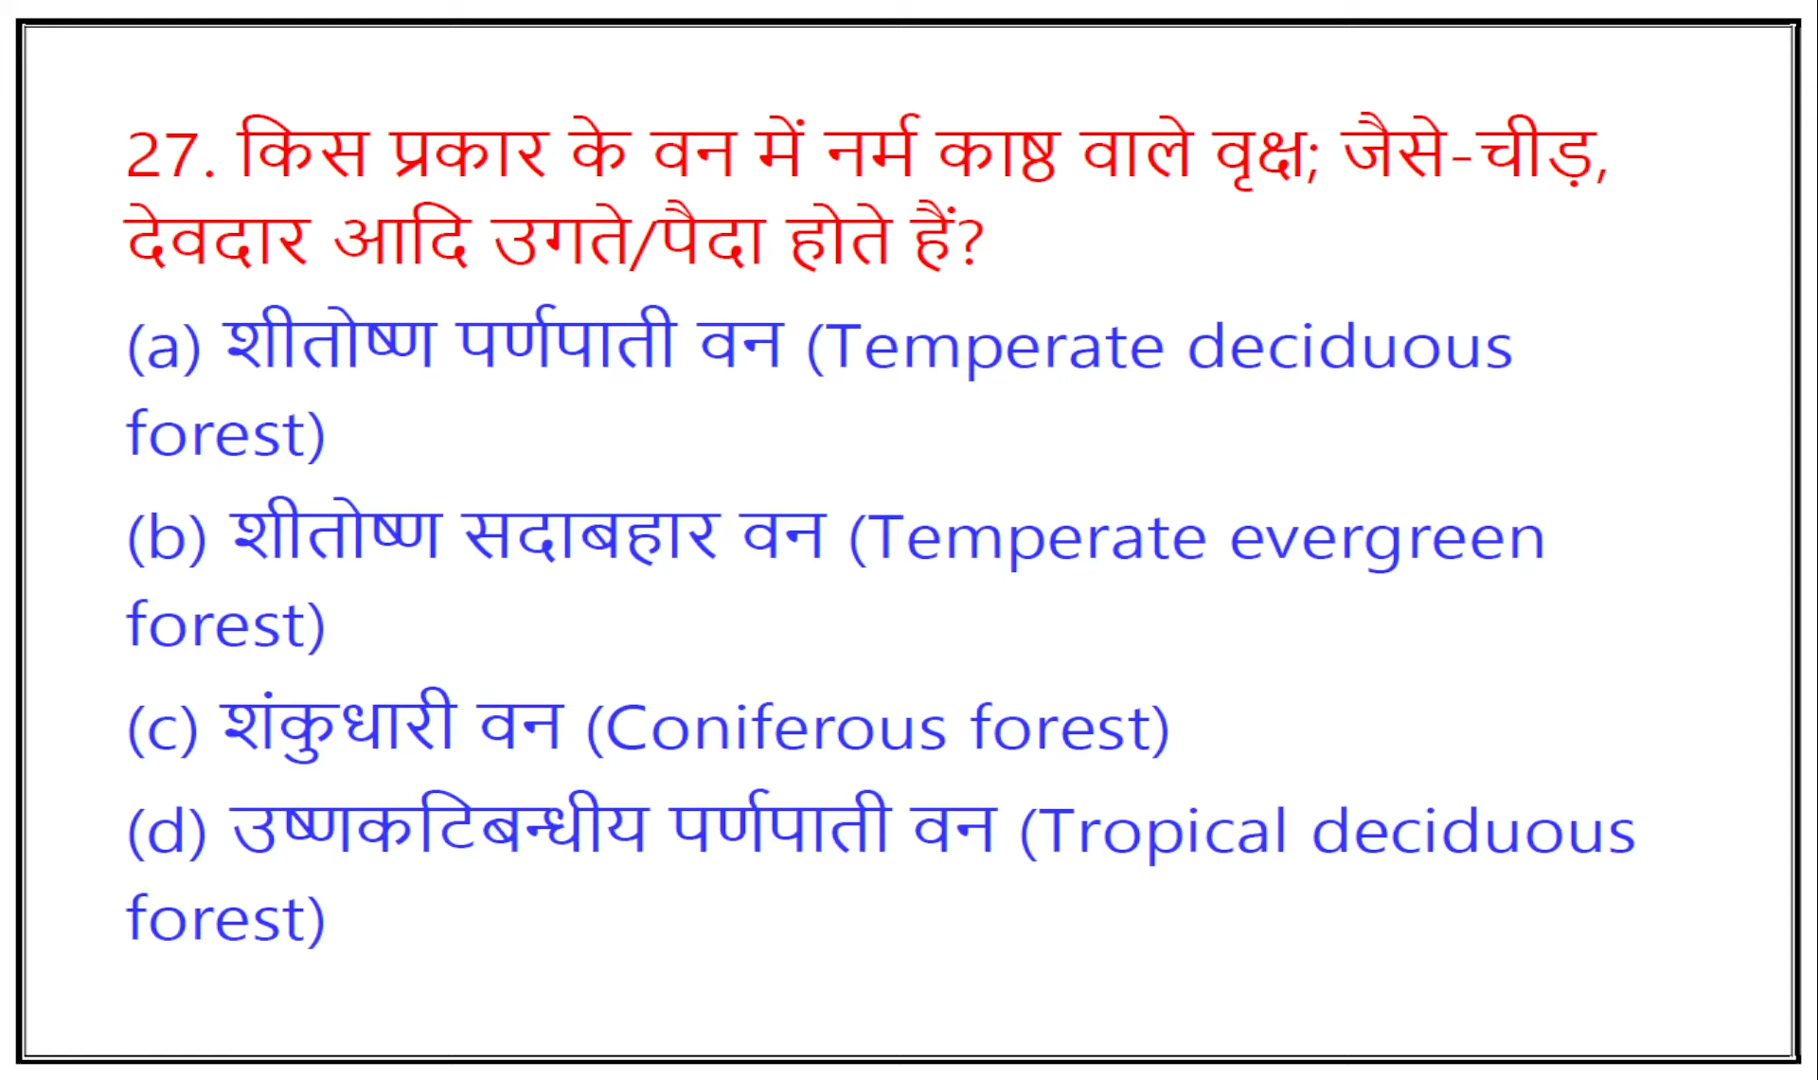 27. किस प्रकार के वन में नर्म काष्ठ वाले वृक्ष; जैसे-चीड़,
देवदार आदि उगते/पैदा होते हैं?
(a) शीतोष्ण पर्णपाती वन (Temperate deciduous
forest)
(b) शीतोष्ण सदाबहार वन (Temperate evergreen
forest)
(c) शंकुधारी वन (Coniferous forest)
(d) उष्णकटिबन्धीय पर्णपाती वन (Tropical deciduous
forest)